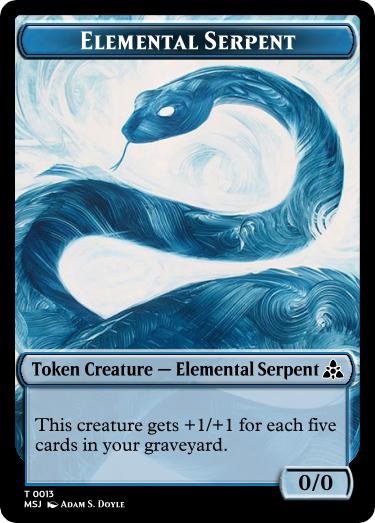 Elemental Serpent
Token Creature — Elemental Serpent
This creature gets +1/+1 for each five
cards in your graveyard.
0/0
T 0013
MSJ Adam S. Doyle